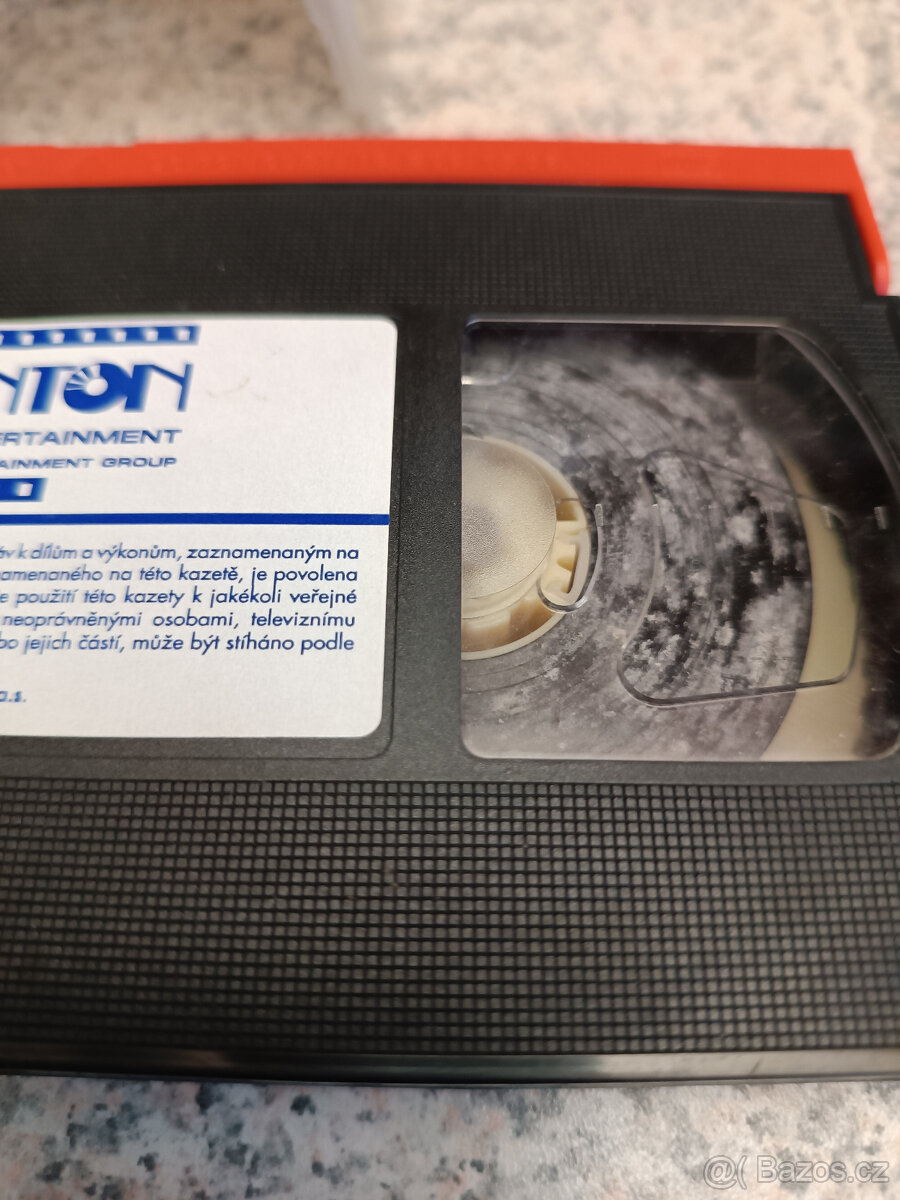 NTON
ERTAINMENT
AINMENT GROUP
áv k dílům a výkonům, zaznamenaným na
amenaného na této kazetě, je povolena
e použití této kazety k jakékoli veřejné
neoprávněnými osobami, televiznímu
bo jejich částí, může být stíháno podle
a.s.
@( Bazos.cz